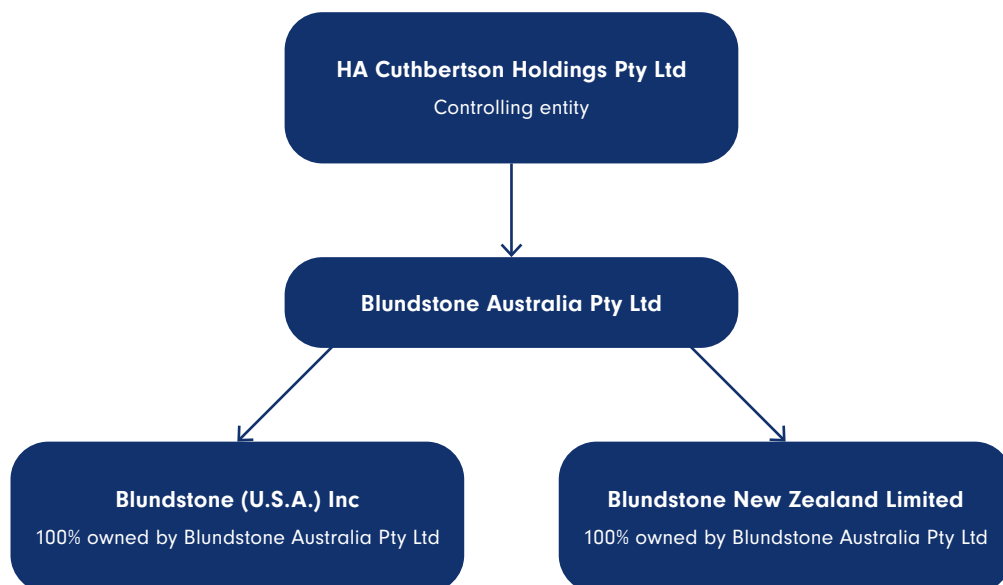 HA Cuthbertson Holdings Pty Ltd
Controlling entity
Blundstone Australia Pty Ltd
Blundstone (U.S.A.) Inc
100% owned by Blundstone Australia Pty Ltd
Blundstone New Zealand Limited
100% owned by Blundstone Australia Pty Ltd